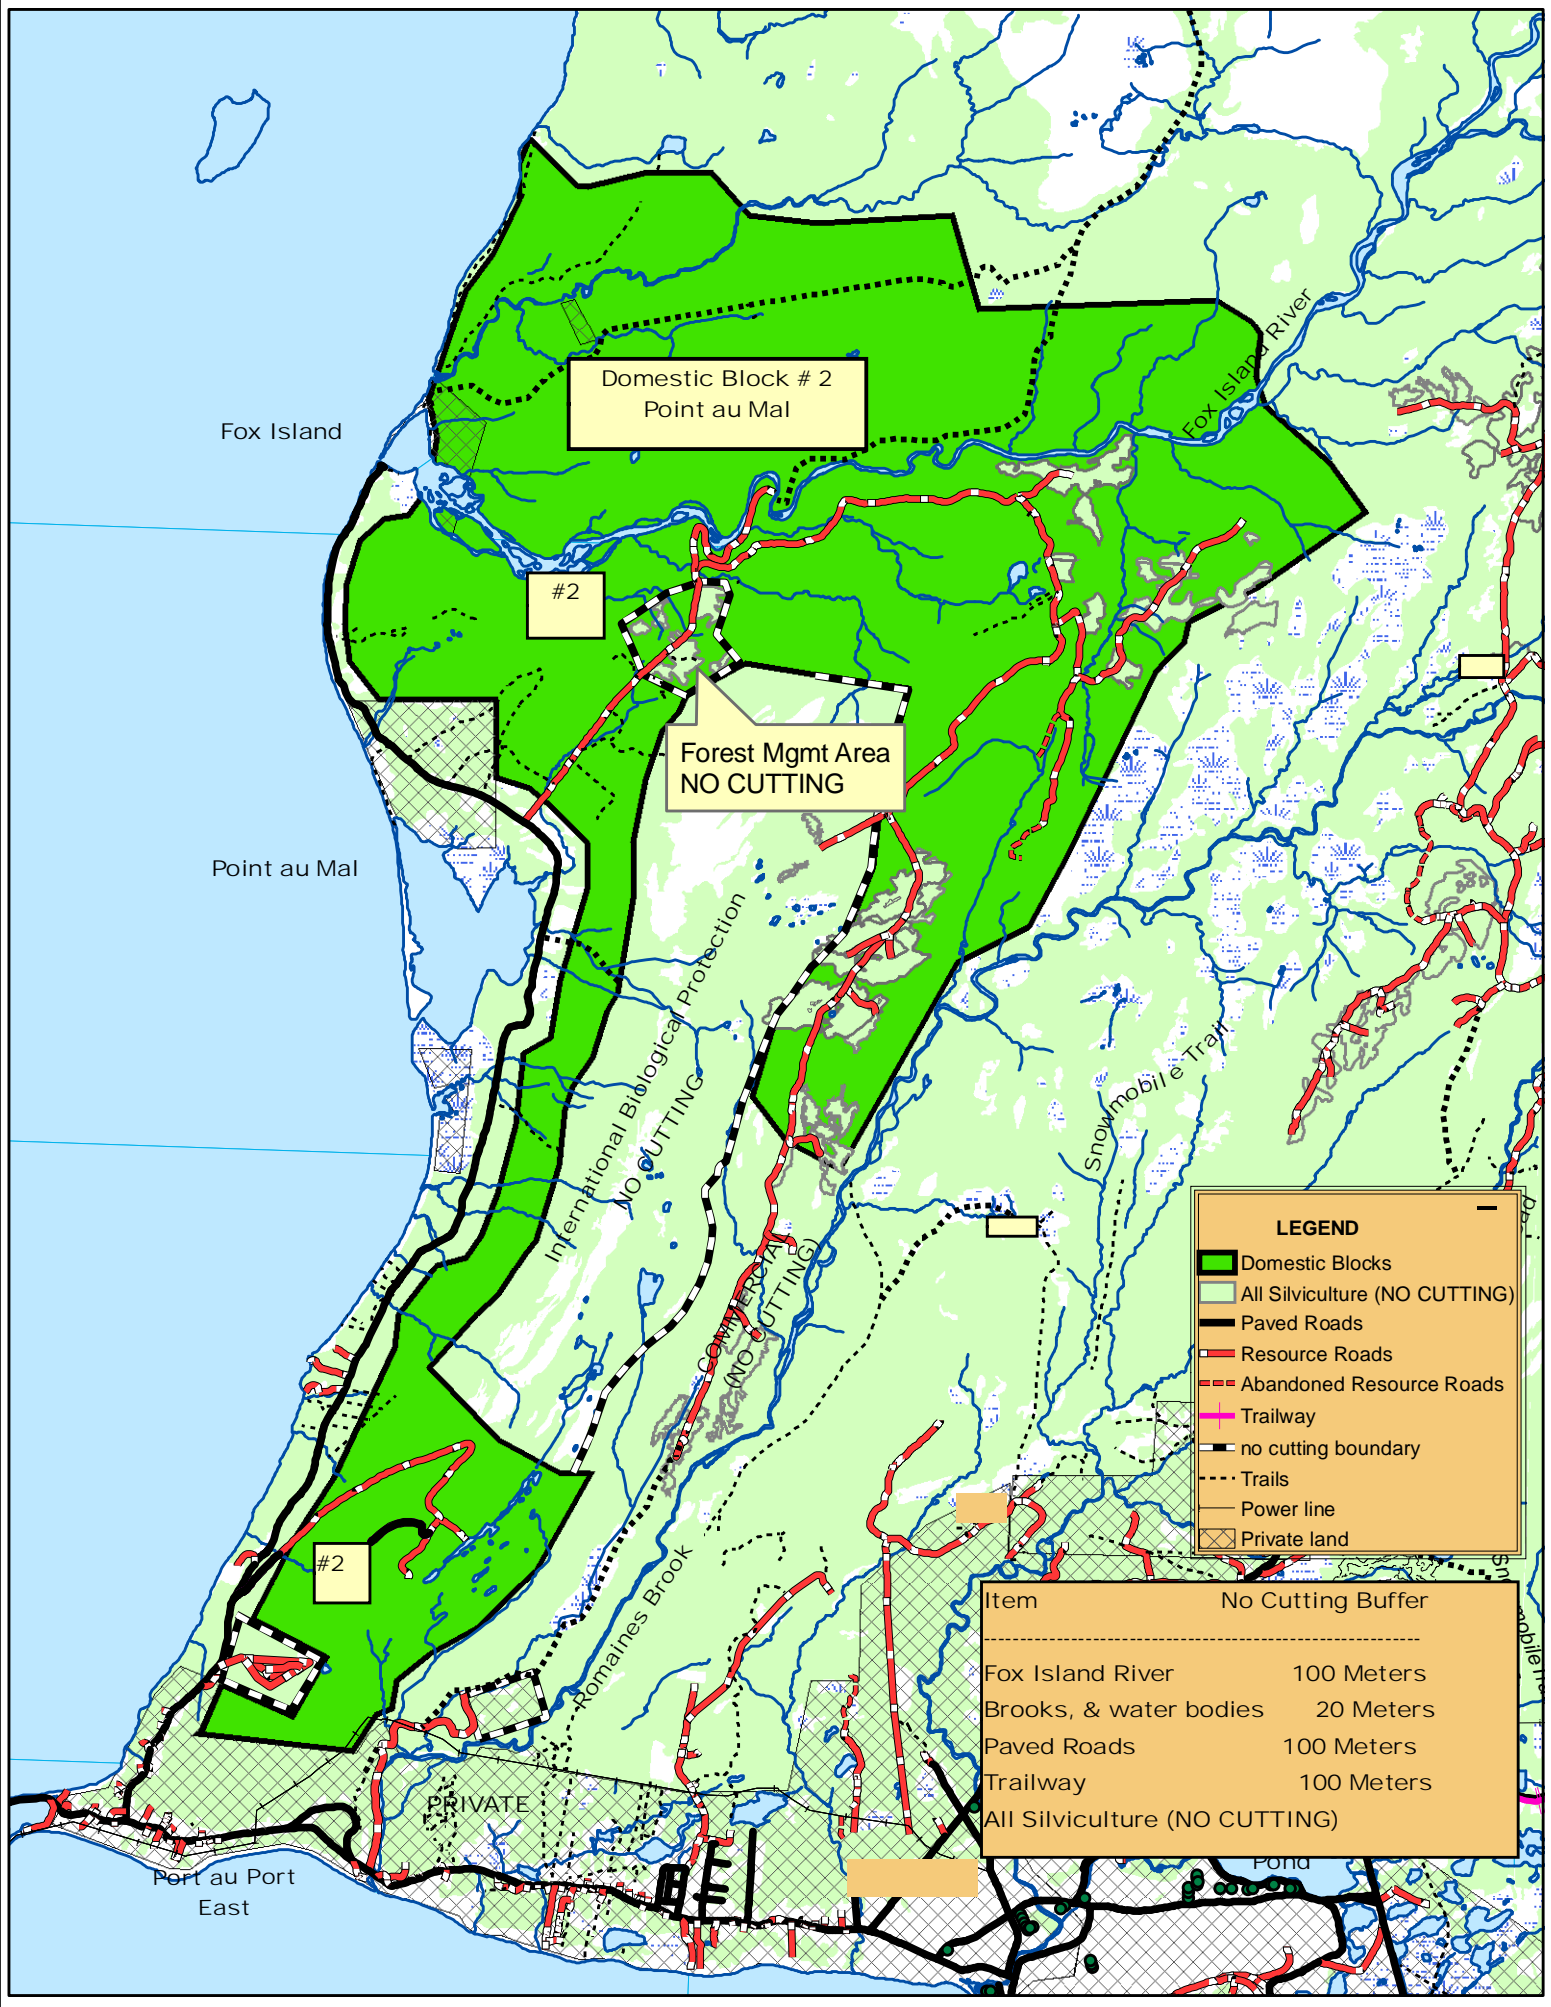 Fox Island River
Domestic Block # 2
Point au Mal
Fox Island
#2
Forest Mgmt Area
NO CUTTING
Point au Mal
International Biological Protection
NO CUTTING
Snowmobile Trail
COMMERCIAL
(NO CUTTING)
LEGEND
Domestic Blocks
All Silviculture (NO CUTTING)
Paved Roads
Resource Roads
Abandoned Resource Roads
Trailway
no cutting boundary
Trails
Power line
Private land
#2
Romaines Brook
Item No Cutting Buffer
Fox Island River 100 Meters
Brooks, & water bodies 20 Meters
Paved Roads 100 Meters
Trailway 100 Meters
All Silviculture (NO CUTTING)
PRIVATE
Pond
Port au Port
East